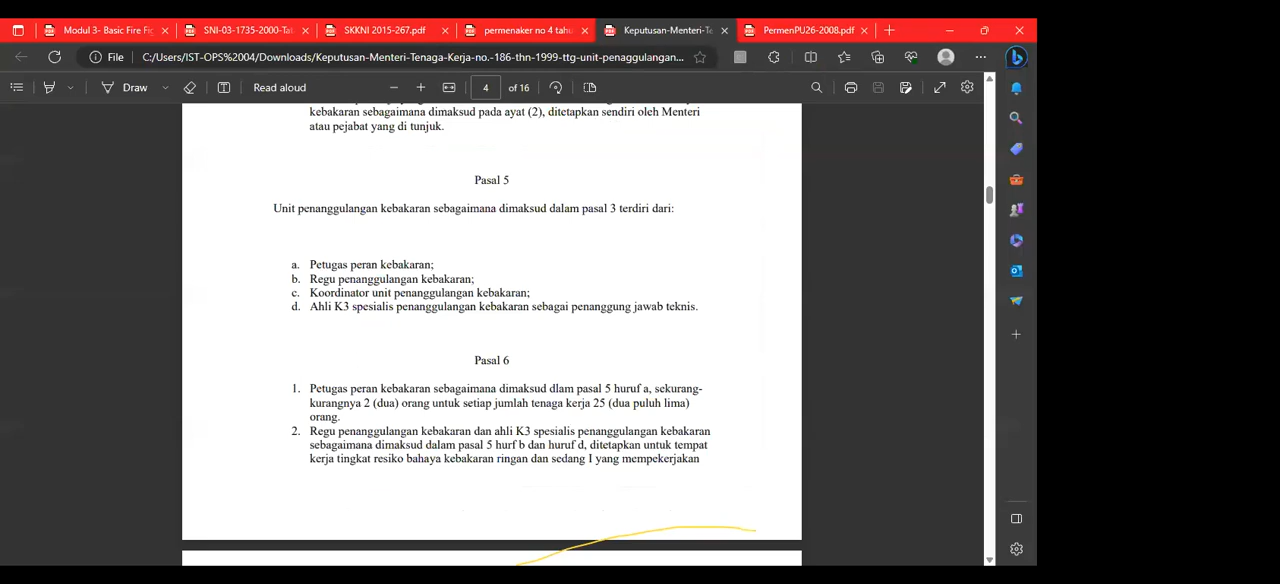 Modul 3- Basic Fire Fig
SNI-03-1735-2000-Tat
SKKNI 2015-267.pdf
permenaker no 4 tahu
Keputusan-Menteri-Te
PermenPU26-2008.pdf
File
C:/Users/IST-OPS%2004/Downloads/Keputusan-Menteri-Tenaga-Kerja-no.-186-thn-1999-ttg-unit-penaggulangan...
Draw
Read aloud
4 of 16
kebakaran sebagaimana dimaksud pada ayat (2), ditetapkan sendiri oleh Menteri
atau pejabat yang di tunjuk.
Pasal 5
Unit penanggulangan kebakaran sebagaimana dimaksud dalam pasal 3 terdiri dari:
a. Petugas peran kebakaran;
b. Regu penanggulangan kebakaran;
c. Koordinator unit penanggulangan kebakaran;
d. Ahli K3 spesialis penanggulangan kebakaran sebagai penanggung jawab teknis.
Pasal 6
1. Petugas peran kebakaran sebagaimana dimaksud dlam pasal 5 huruf a, sekurang-
kurangnya 2 (dua) orang untuk setiap jumlah tenaga kerja 25 (dua puluh lima)
orang.
2. Regu penanggulangan kebakaran dan ahli K3 spesialis penanggulangan kebakaran
sebagaimana dimaksud dalam pasal 5 hurf b dan huruf d, ditetapkan untuk tempat
kerja tingkat resiko bahaya kebakaran ringan dan sedang I yang mempekerjakan